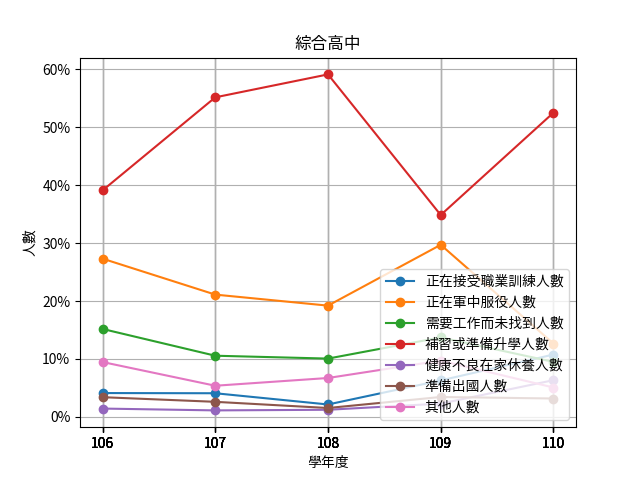 綜合高中
60%
50%
40%
30%
20%
10%
0%
人數
正在接受職業訓練人數
正在軍中服役人數
需要工作而未找到人數
補習或準備升學人數
健康不良在家休養人數
準備出國人數
其他人數
106 107 108 109 110
學年度